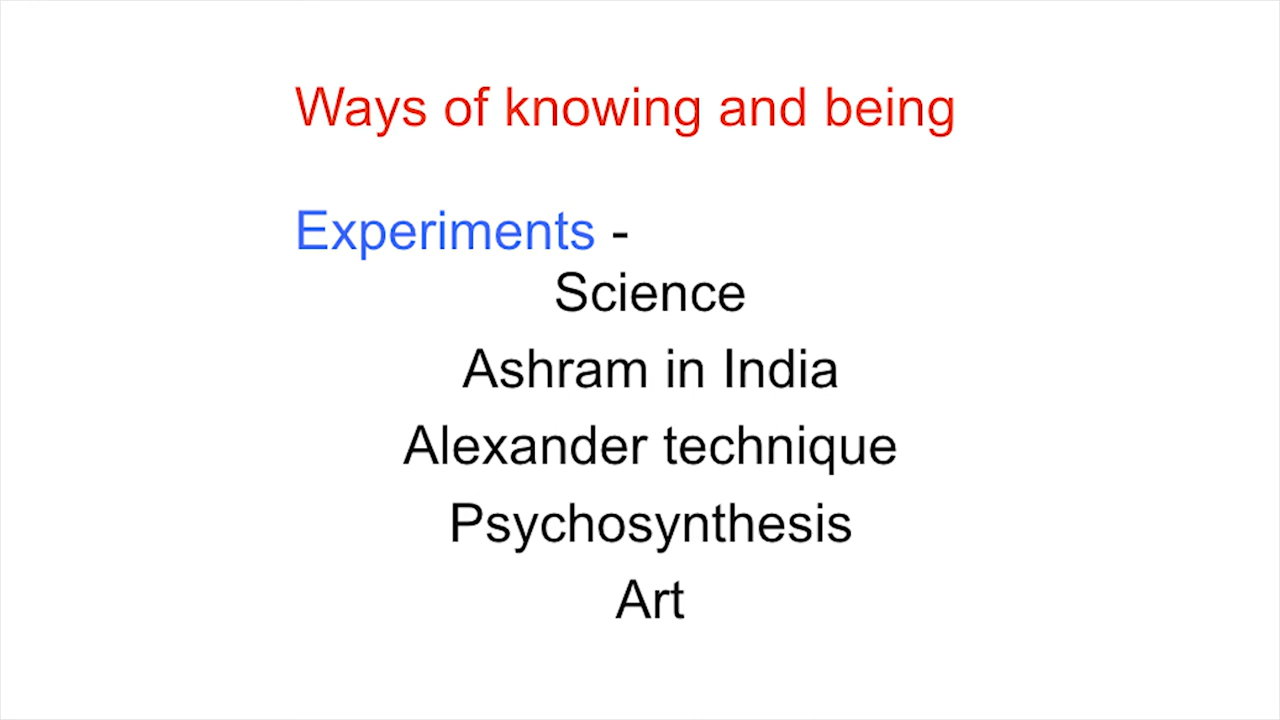 Ways of knowing and being
Experiments -
Science
Ashram in India
Alexander technique
Psychosynthesis
Art